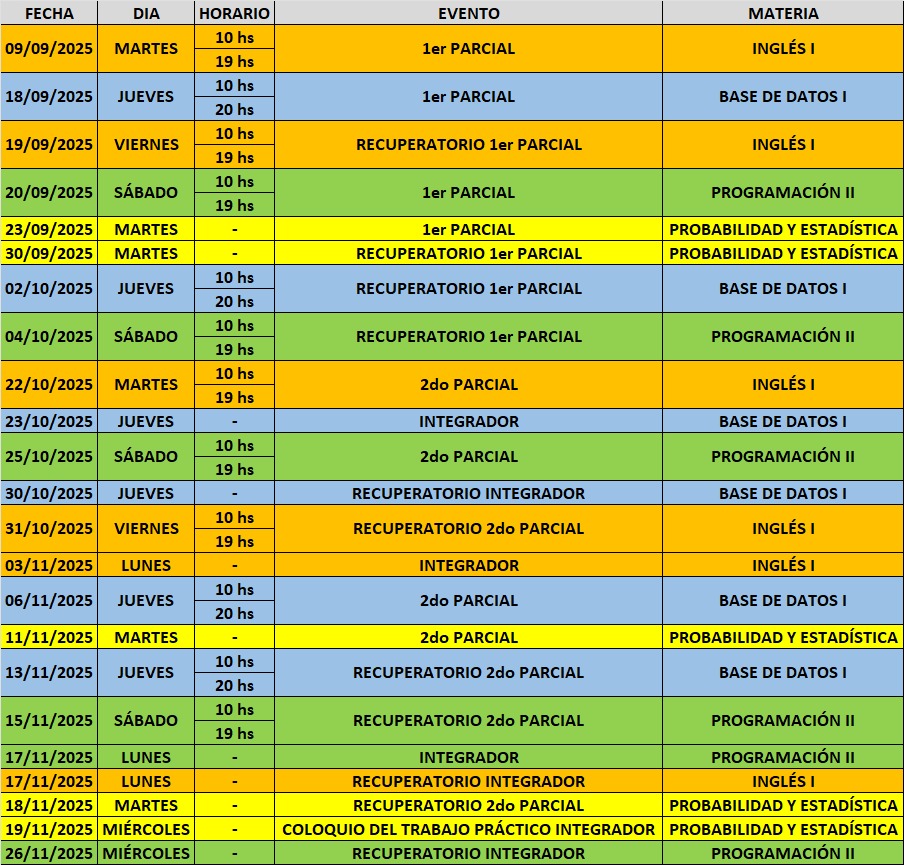 FECHA DIA HORARIO EVENTO MATERIA
09/09/2025 MARTES 10 hs 1er PARCIAL INGLÉS I
19 hs
18/09/2025 JUEVES 10 hs 1er PARCIAL BASE DE DATOS I
20 hs
19/09/2025 VIERNES 10 hs RECUPERATORIO 1er PARCIAL INGLÉS I
19 hs
20/09/2025 SÁBADO 10 hs 1er PARCIAL PROGRAMACIÓN II
19 hs
23/09/2025 MARTES - 1er PARCIAL PROBABILIDAD Y ESTADÍSTICA
30/09/2025 MARTES - RECUPERATORIO 1er PARCIAL PROBABILIDAD Y ESTADÍSTICA
02/10/2025 JUEVES 10 hs RECUPERATORIO 1er PARCIAL BASE DE DATOS I
20 hs
04/10/2025 SÁBADO 10 hs RECUPERATORIO 1er PARCIAL PROGRAMACIÓN II
19 hs
22/10/2025 MARTES 10 hs 2do PARCIAL INGLÉS I
19 hs
23/10/2025 JUEVES - INTEGRADOR BASE DE DATOS I
25/10/2025 SÁBADO 10 hs 2do PARCIAL PROGRAMACIÓN II
19 hs
30/10/2025 JUEVES - RECUPERATORIO INTEGRADOR BASE DE DATOS I
31/10/2025 VIERNES 10 hs RECUPERATORIO 2do PARCIAL INGLÉS I
19 hs
03/11/2025 LUNES - INTEGRADOR INGLÉS I
06/11/2025 JUEVES 10 hs 2do PARCIAL BASE DE DATOS I
20 hs
11/11/2025 MARTES - 2do PARCIAL PROBABILIDAD Y ESTADÍSTICA
13/11/2025 JUEVES 10 hs RECUPERATORIO 2do PARCIAL BASE DE DATOS I
20 hs
15/11/2025 SÁBADO 10 hs RECUPERATORIO 2do PARCIAL PROGRAMACIÓN II
19 hs
17/11/2025 LUNES - INTEGRADOR PROGRAMACIÓN II
17/11/2025 LUNES - RECUPERATORIO INTEGRADOR INGLÉS I
18/11/2025 MARTES - RECUPERATORIO 2do PARCIAL PROBABILIDAD Y ESTADÍSTICA
19/11/2025 MIÉRCOLES - COLOQUIO DEL TRABAJO PRÁCTICO INTEGRADOR PROBABILIDAD Y ESTADÍSTICA
26/11/2025 MIÉRCOLES - RECUPERATORIO INTEGRADOR PROGRAMACIÓN II